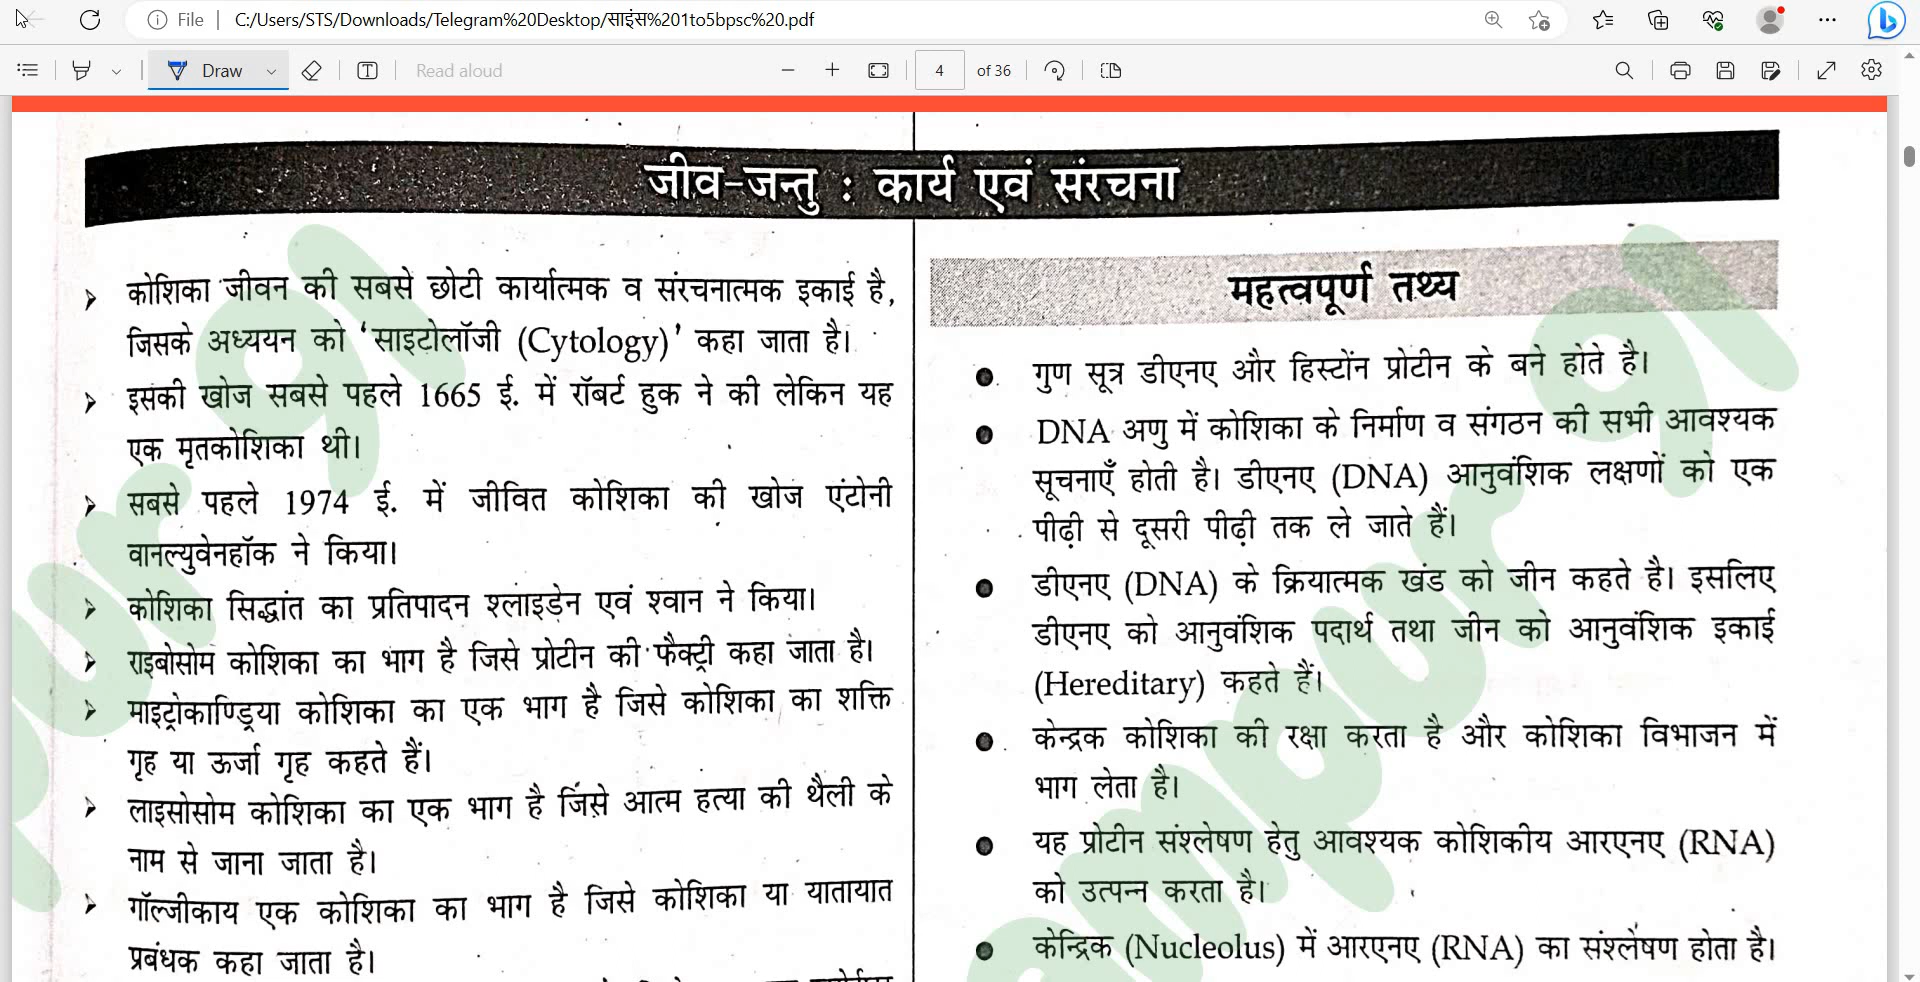 File
C:/Users/STS/Downloads/Telegram%20Desktop/साइंस%201to5bpsc%20.pdf
Draw
Read aloud
4 of 36
जीव-जन्तु : कार्य एवं संरचना
कोशिका जीवन की सबसे छोटी कार्यात्मक व संरचनात्मक इकाई है,
जिसके अध्ययन को 'साइटोलॉजी (Cytology)' कहा जाता है।
इसकी खोज सबसे पहले 1665 ई. में रॉबर्ट हुक ने की लेकिन यह
एक मृतकोशिका थी।
सबसे पहले 1974 ई. में जीवित कोशिका की खोज एंटोनी
वानल्युवेनहॉक ने किया।
कोशिका सिद्धांत का प्रतिपादन श्लाइडेन एवं श्वान ने किया।
राइबोसोम कोशिका का भाग है जिसे प्रोटीन की फैक्ट्री कहा जाता है।
माइट्रोकाण्ड्रिया कोशिका का एक भाग है जिसे कोशिका का शक्ति
गृह या ऊर्जा गृह कहते हैं।
लाइसोसोम कोशिका का एक भाग है जिसे आत्म हत्या की थैली के
नाम से जाना जाता है।
गॉल्जीकाय एक कोशिका का भाग है जिसे कोशिका या यातायात
प्रबंधक कहा जाता है।
महत्वपूर्ण तथ्य
गुण सूत्र डीएनए और हिस्टोंन प्रोटीन के बने होते है।
DNA अणु में कोशिका के निर्माण व संगठन की सभी आवश्यक
सूचनाएँ होती है। डीएनए (DNA) आनुवंशिक लक्षणों को एक
पीढ़ी से दूसरी पीढ़ी तक ले जाते हैं।
डीएनए (DNA) के क्रियात्मक खंड को जीन कहते है। इसलिए
डीएनए को आनुवंशिक पदार्थ तथा जीन को आनुवंशिक इकाई
(Hereditary) कहते हैं।
केन्द्रक कोशिका की रक्षा करता है और कोशिका विभाजन में
भाग लेता है।
यह प्रोटीन संश्लेषण हेतु आवश्यक कोशिकीय आरएनए (RNA)
को उत्पन्न करता है।
केन्द्रिक (Nucleolus) में आरएनए (RNA) का संश्लेषण होता है।